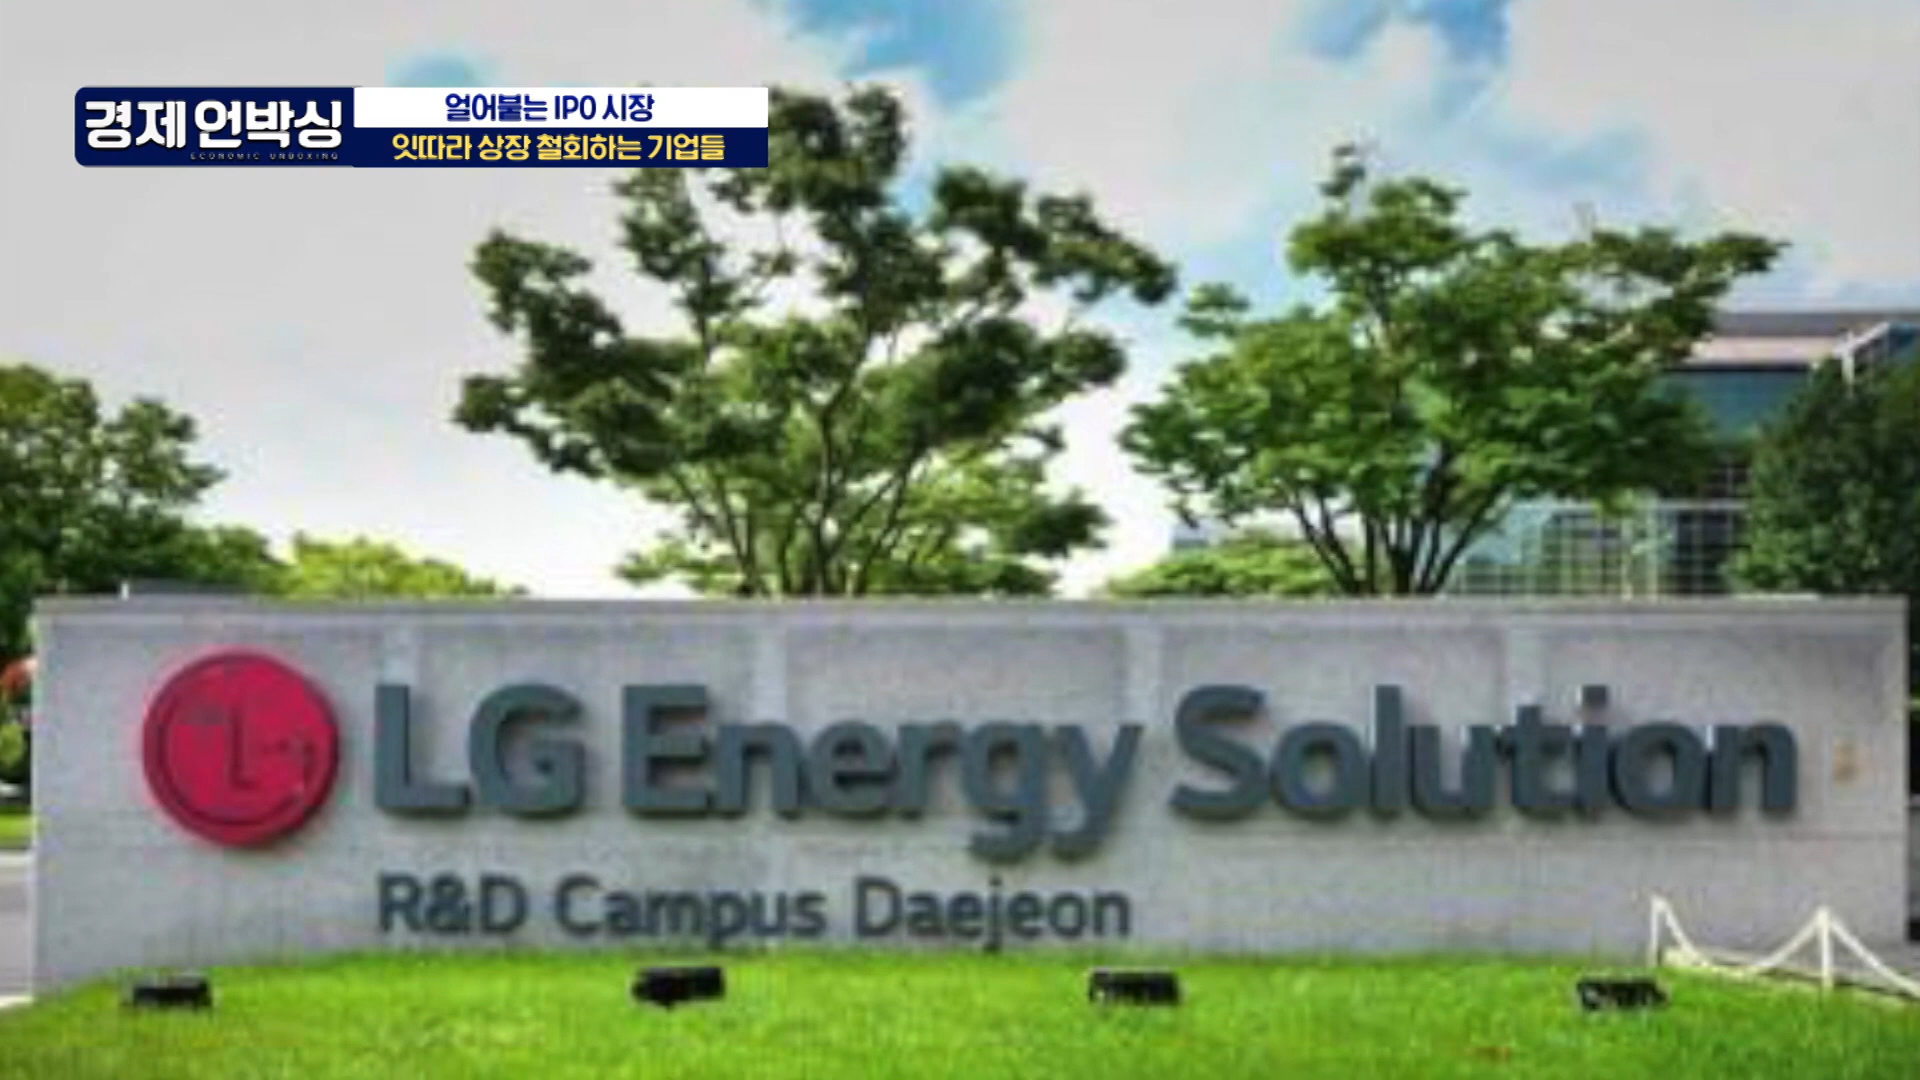 경제 언박싱
ECONOMIC UNBOXING
얼어붙는 IPO 시장
잇따라 상장 철회하는 기업들
LG Energy Solution
R&D Campus Daejeon